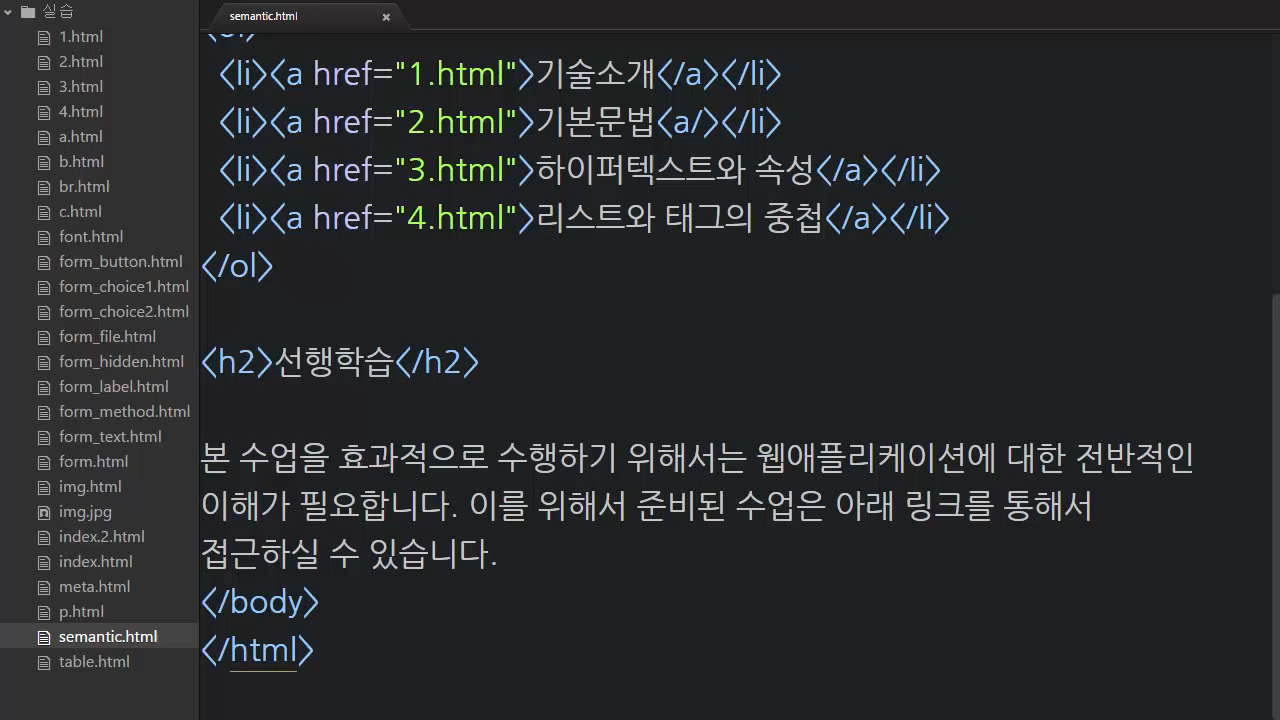 실습
1.html
2.html
3.html
4.html
a.html
b.html
br.html
c.html
font.html
form_button.html
form_choice1.html
form_choice2.html
form_file.html
form_hidden.html
form_label.html
form_method.html
form_text.html
form.html
img.html
img.jpg
index.2.html
index.html
meta.html
p.html
semantic.html
table.html
semantic.html ×
<ol>
<li><a href="1.html">기술소개</a></li>
<li><a href="2.html">기본문법<a/></li>
<li><a href="3.html">하이퍼텍스트와 속성</a></li>
<li><a href="4.html">리스트와 태그의 중첩</a></li>
</ol>
<h2>선행학습</h2>
본 수업을 효과적으로 수행하기 위해서는 웹애플리케이션에 대한 전반적인
이해가 필요합니다. 이를 위해서 준비된 수업은 아래 링크를 통해서
접근하실 수 있습니다.
</body>
</html>